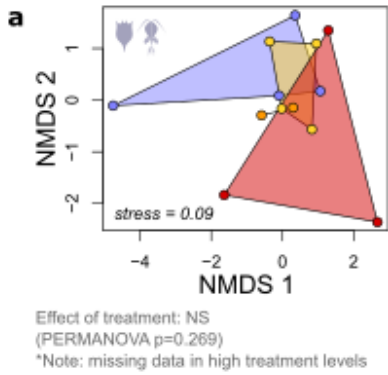 a
1
0
−1
−2
NMDS 2
stress = 0.09
−4 −2 0 2
NMDS 1
Effect of treatment: NS
(PERMANOVA p=0.269)
*Note: missing data in high treatment levels